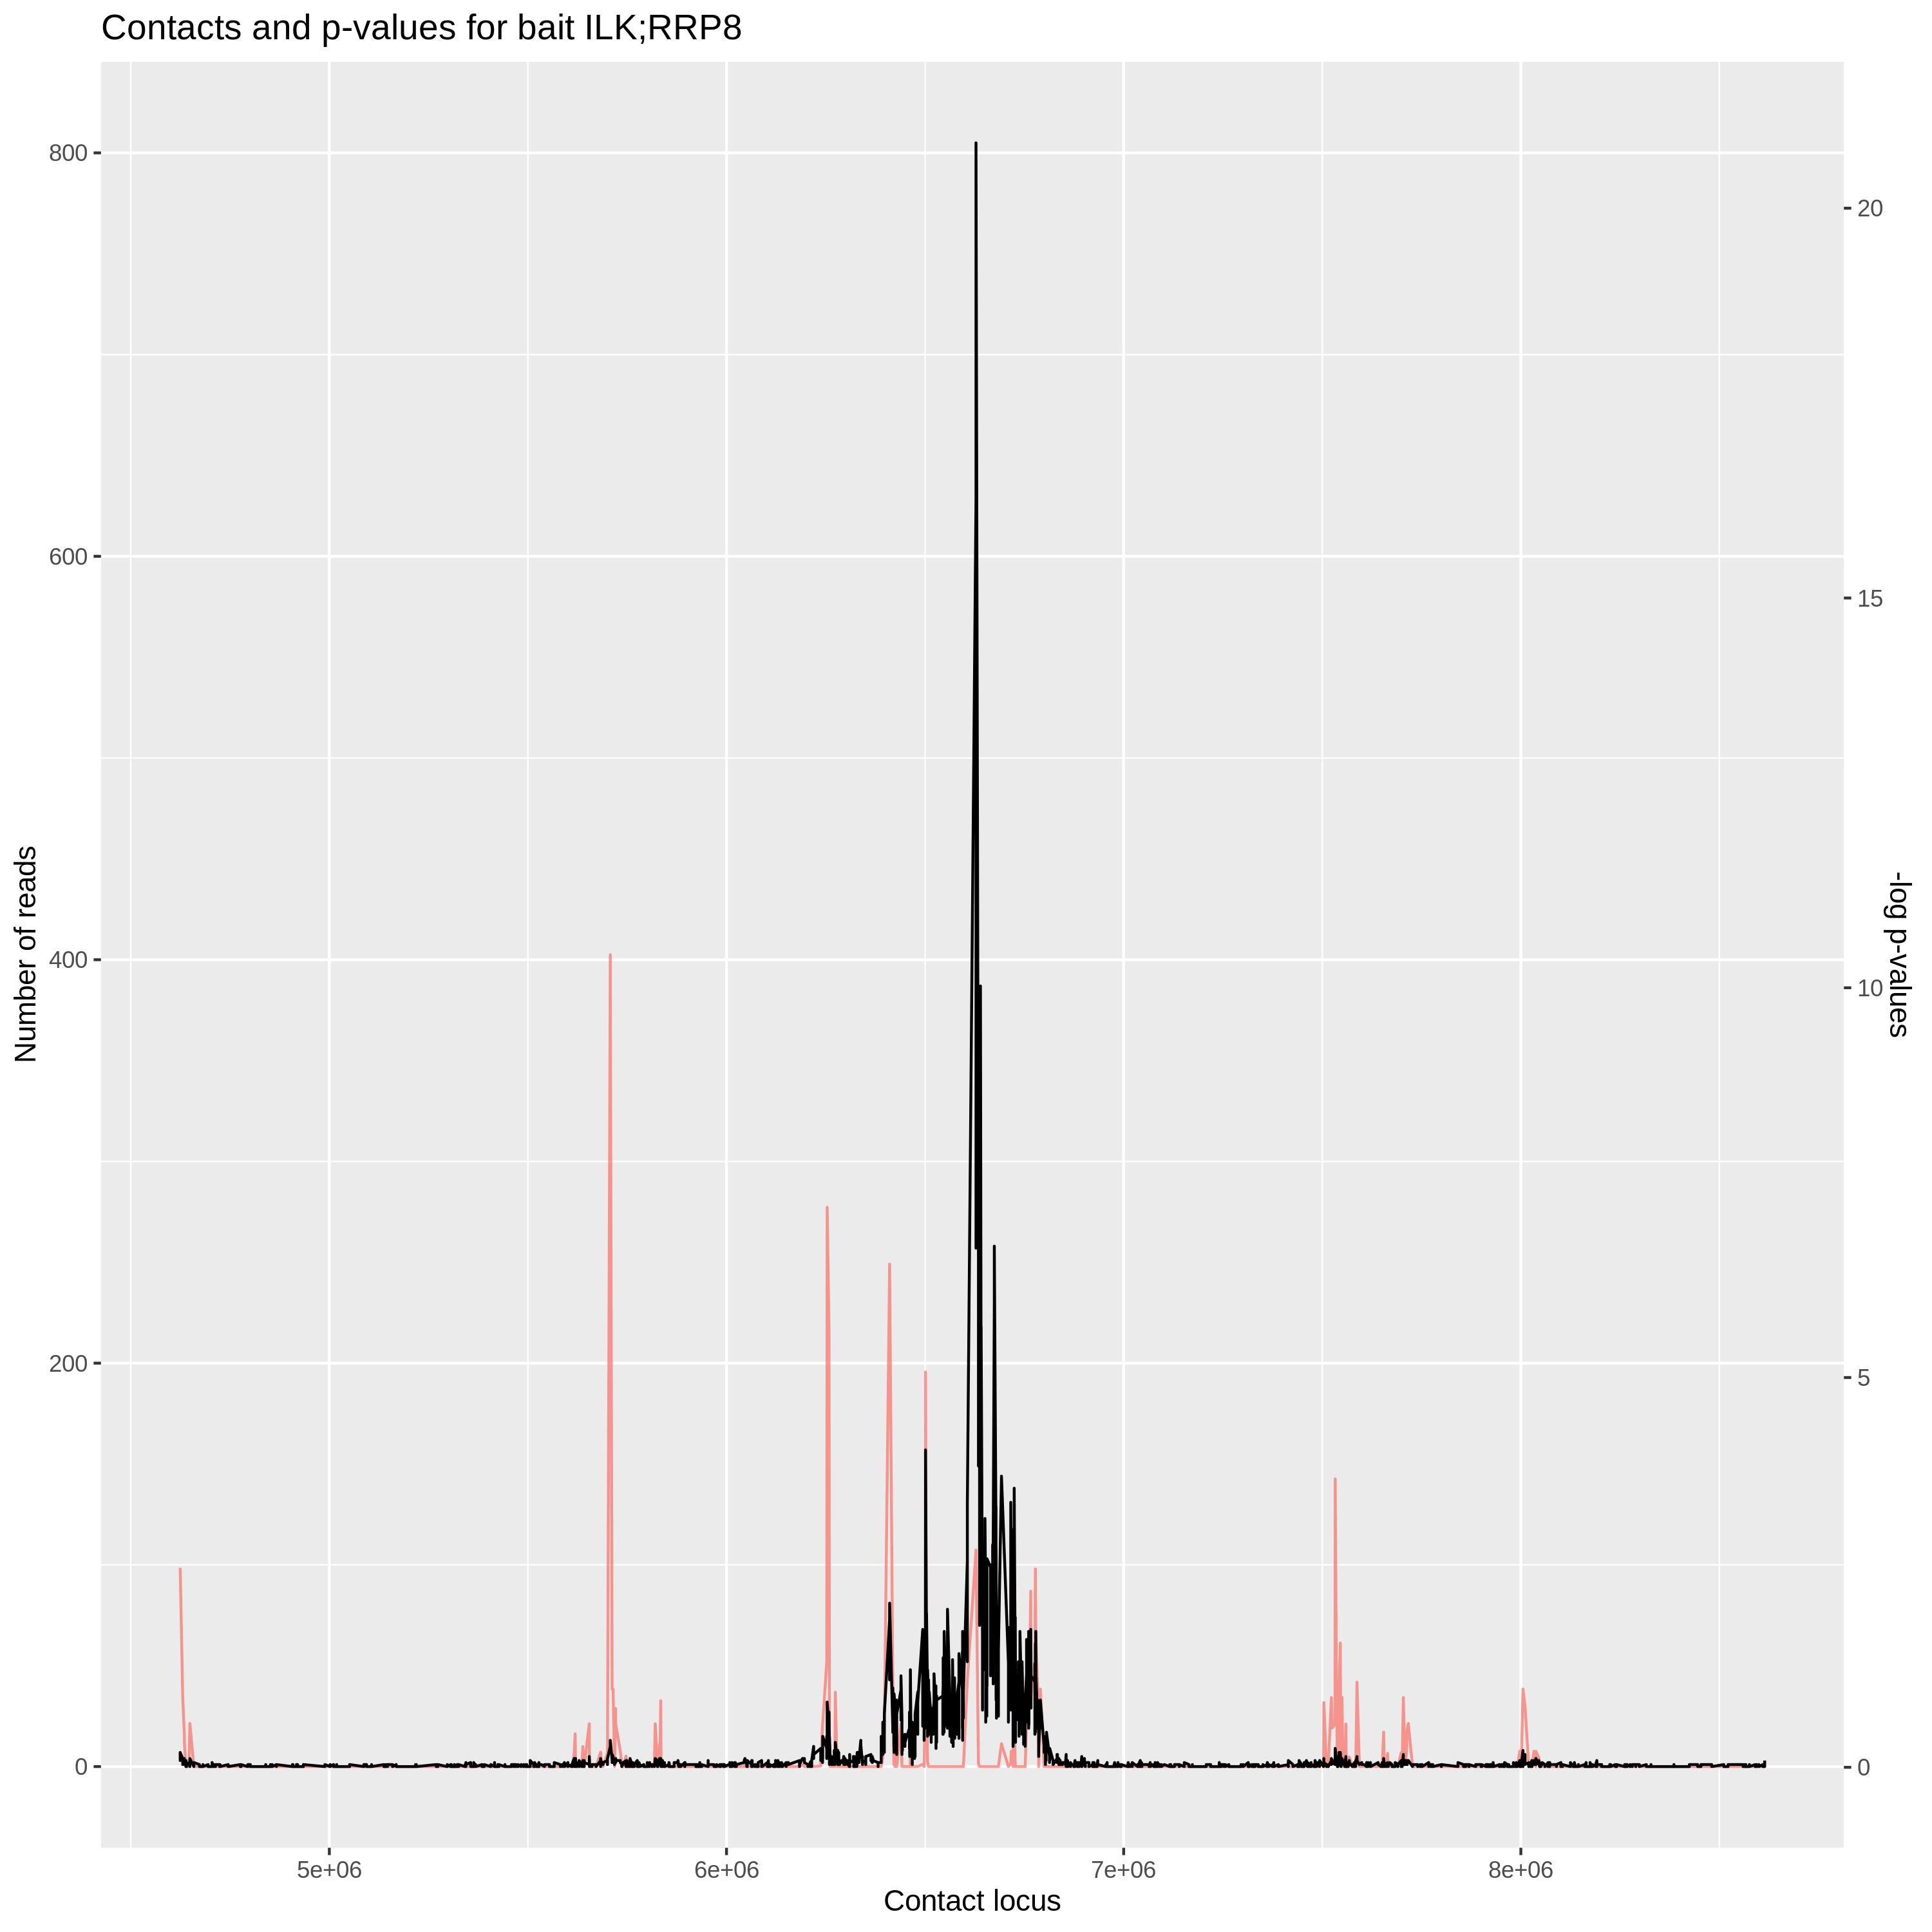 Contacts and p-values for bait ILK;RRP8
800
600
400
200
0
Number of reads
20
15
10
5
0
-log p-values
5e+06
6e+06
7e+06
8e+06
Contact locus